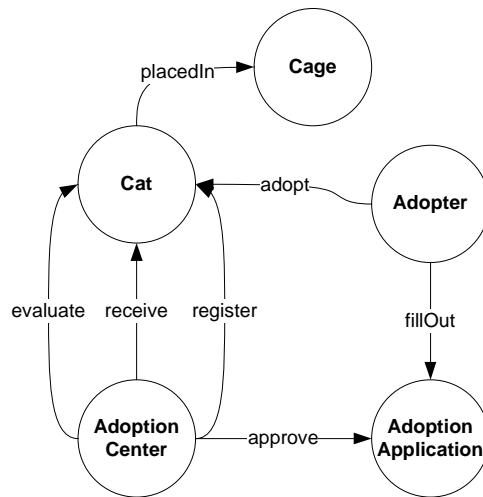 placedIn
Cage
Cat
adopt
Adopter
evaluate
receive
register
fillOut
Adoption
Center
approve
Adoption
Application